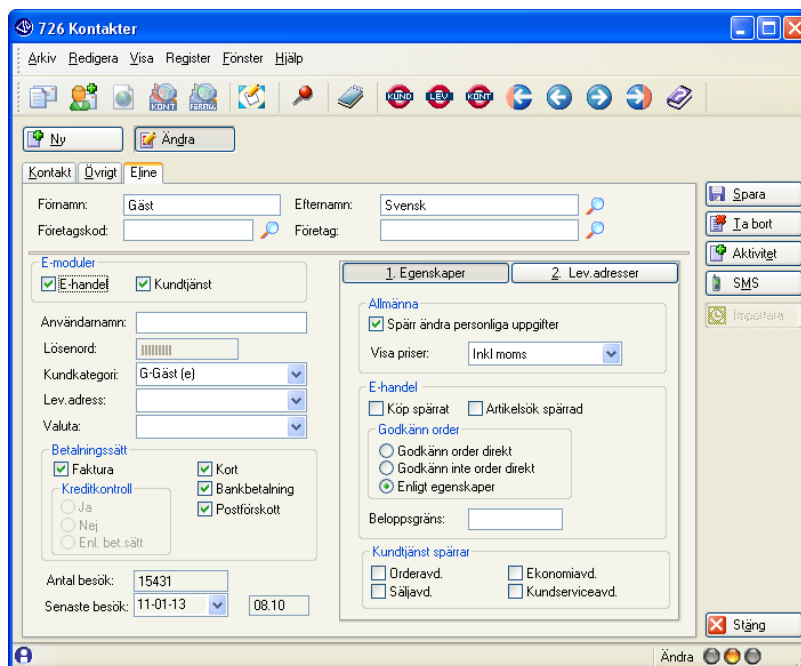 726 Kontakter
Arkiv Redigera Visa Register Fönster Hjälp
KONT FÖRETAG KUND LEV KONT
Ny Ändra
Kontakt Övrigt Eline
Förnamn: Gäst Efternamn: Svensk
Företagskod: Företag:
E-moduler
E-handel Kundtjänst
Användarnamn:
Lösenord:
Kundkategori: G-Gäst (e)
Lev.adress:
Valuta:
Betalningssätt
Faktura Kort
Kreditkontroll Bankbetalning
Ja Postförskott
Nej
Enl. bet.sätt
Antal besök: 15431
Senaste besök: 11-01-13 08.10
1. Egenskaper 2. Lev.adresser
Allmänna
Spärr ändra personliga uppgifter
Visa priser: Inkl moms
E-handel
Köp spärrat Artikelsök spärrad
Godkänn order
Godkänn order direkt
Godkänn inte order direkt
Enligt egenskaper
Beloppsgräns:
Kundtjänst spärrar
Orderavd. Ekonomiavd.
Säljavd. Kundserviceavd.
Spara
Ta bort
Aktivitet
SMS
Importera
Stäng
Ändra